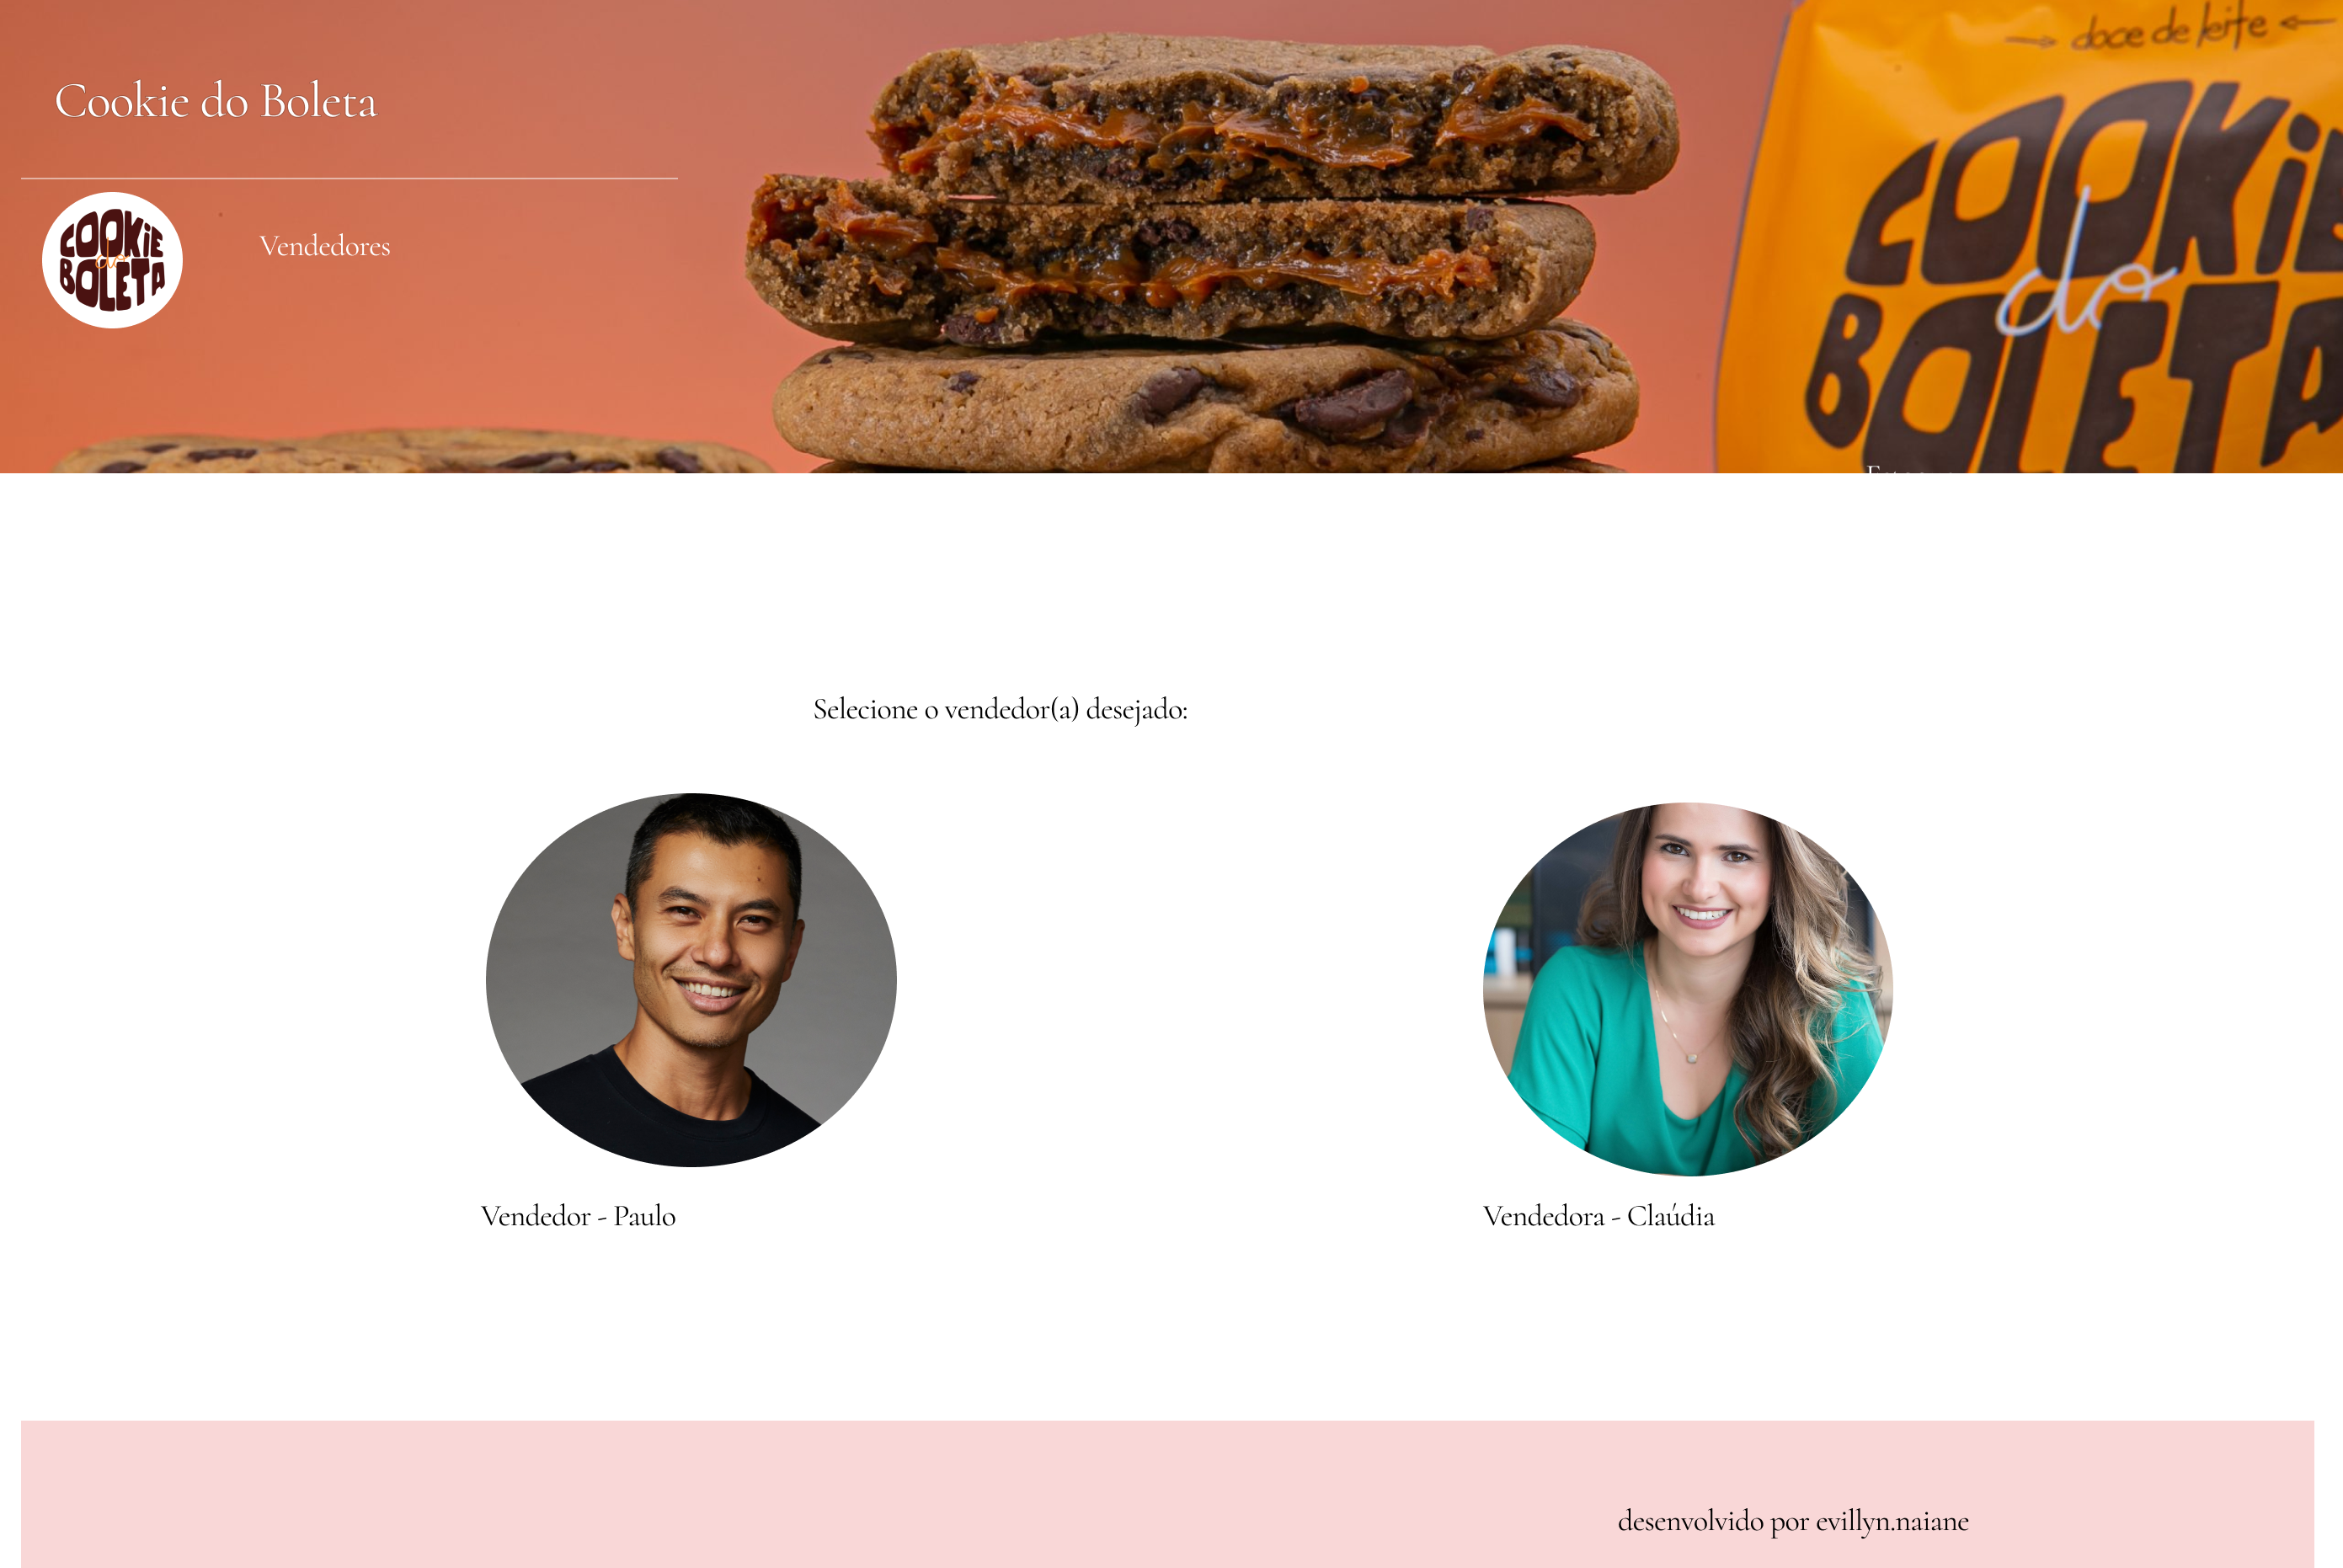 doce de leite
Cookie do Boleta
COOKiE
do
BOLETA
Vendedores
COOKiE
do
BOLETA
Selecione o vendedor(a) desejado:
Vendedor - Paulo
Vendedora - Claúdia
desenvolvido por evillyn.naiane